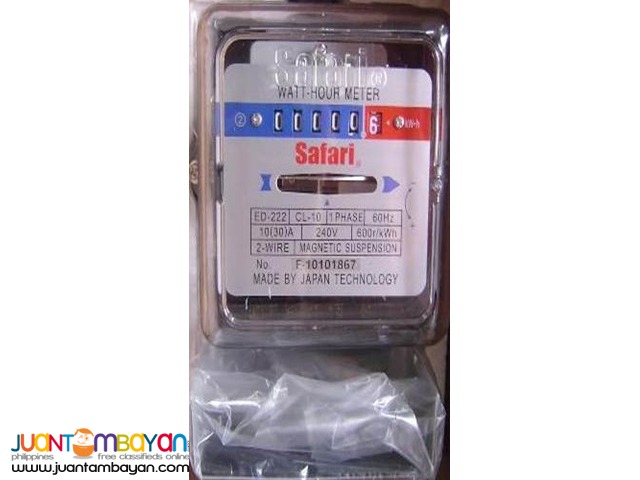 Safari®
WATT-HOUR METER
② 0 0 0 0 0 6 kW-h
Safari®
ED-222 CL-10 1 PHASE 60Hz
10(30)A 240V 600r/kWh
2-WIRE MAGNETIC SUSPENSION
No. F-10101867
MADE BY JAPAN TECHNOLOGY
JUANTAMBAYAN
philippines free classifieds online
www.juantambayan.com